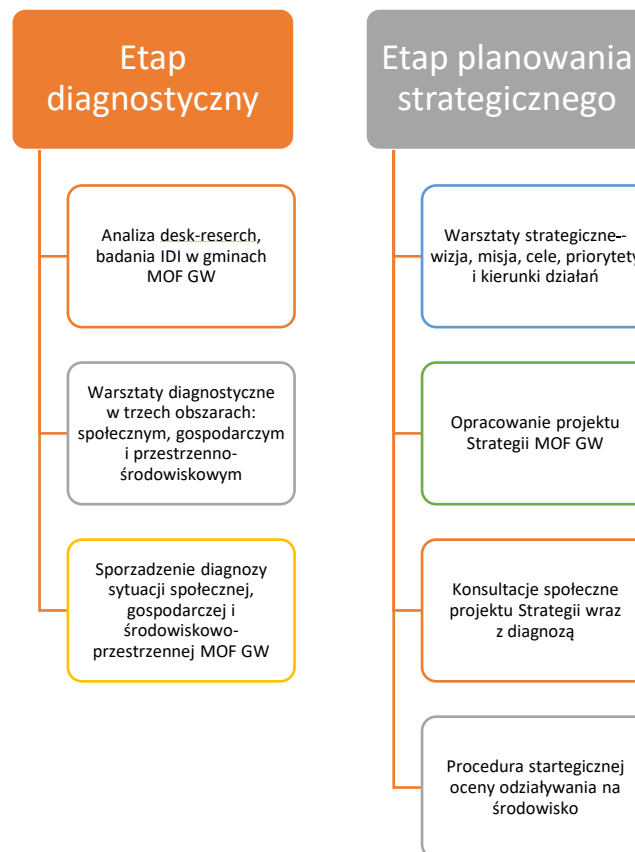 Etap
diagnostyczny
Analiza desk-reserch,
badania IDI w gminach
MOF GW
Warsztaty diagnostyczne
w trzech obszarach:
społecznym, gospodarczym
i przestrzenno-
środowiskowym
Sporzadzenie diagnozy
sytuacji społecznej,
gospodarczej i
środowiskowo-
przestrzennej MOF GW
Etap planowania
strategicznego
Warsztaty strategiczne--
wizja, misja, cele, priorytety
i kierunki działań
Opracowanie projektu
Strategii MOF GW
Konsultacje społeczne
projektu Strategii wraz
z diagnozą
Procedura startegicznej
oceny odziaływania na
środowisko